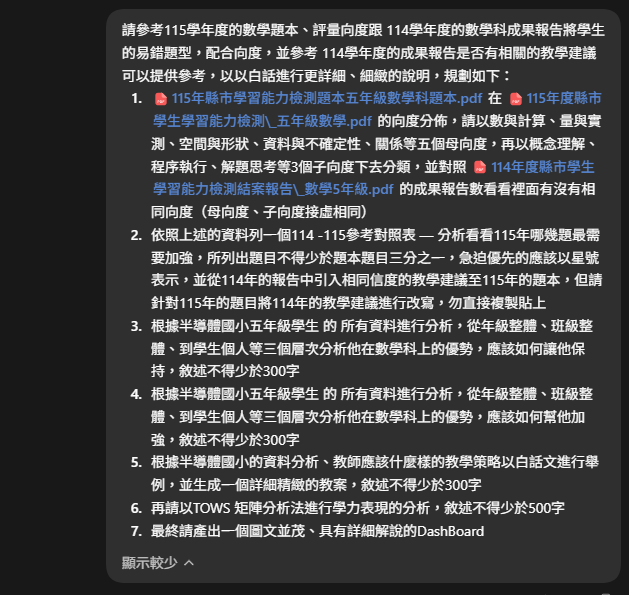 請參考115學年度的數學題本、評量向度跟 114學年度的數學科成果報告將學生
的易錯題型，配合向度，並參考 114學年度的成果報告是否有相關的教學建議
可以提供參考，以以白話進行更詳細、細緻的說明，規劃如下：
1. 115年縣市學習能力檢測題本五年級數學科題本.pdf 在 115年度縣市
學生學習能力檢測\_五年級數學.pdf 的向度分佈，請以數與計算、量與實
測、空間與形狀、資料與不確定性、關係等五個母向度，再以概念理解、
程序執行、解題思考等3個子向度下去分類，並對照 114年度縣市學生
學習能力檢測結案報告\_數學5年級.pdf 的成果報告數看看裡面有沒有相
同向度（母向度、子向度接虛相同）
2. 依照上述的資料列一個114 -115參考對照表 — 分析看看115年哪幾題最需
要加強，所列出題目不得少於題本題目三分之一，急迫優先的應該以星號
表示，並從114年的報告中引入相同信度的教學建議至115年的題本，但請
針對115年的題目將114年的教學建議進行改寫，勿直接複製貼上
3. 根據半導體國小五年級學生 的 所有資料進行分析，從年級整體、班級整
體、到學生個人等三個層次分析他在數學科上的優勢，應該如何讓他保
持，敘述不得少於300字
4. 根據半導體國小五年級學生 的 所有資料進行分析，從年級整體、班級整
體、到學生個人等三個層次分析他在數學科上的優勢，應該如何幫他加
強，敘述不得少於300字
5. 根據半導體國小的資料分析、教師應該什麼樣的教學策略以白話文進行舉
例，並生成一個詳細精緻的教案，敘述不得少於300字
6. 再請以TOWS 矩陣分析法進行學力表現的分析，敘述不得少於500字
7. 最終請產出一個圖文並茂、具有詳細解說的DashBoard
顯示較少